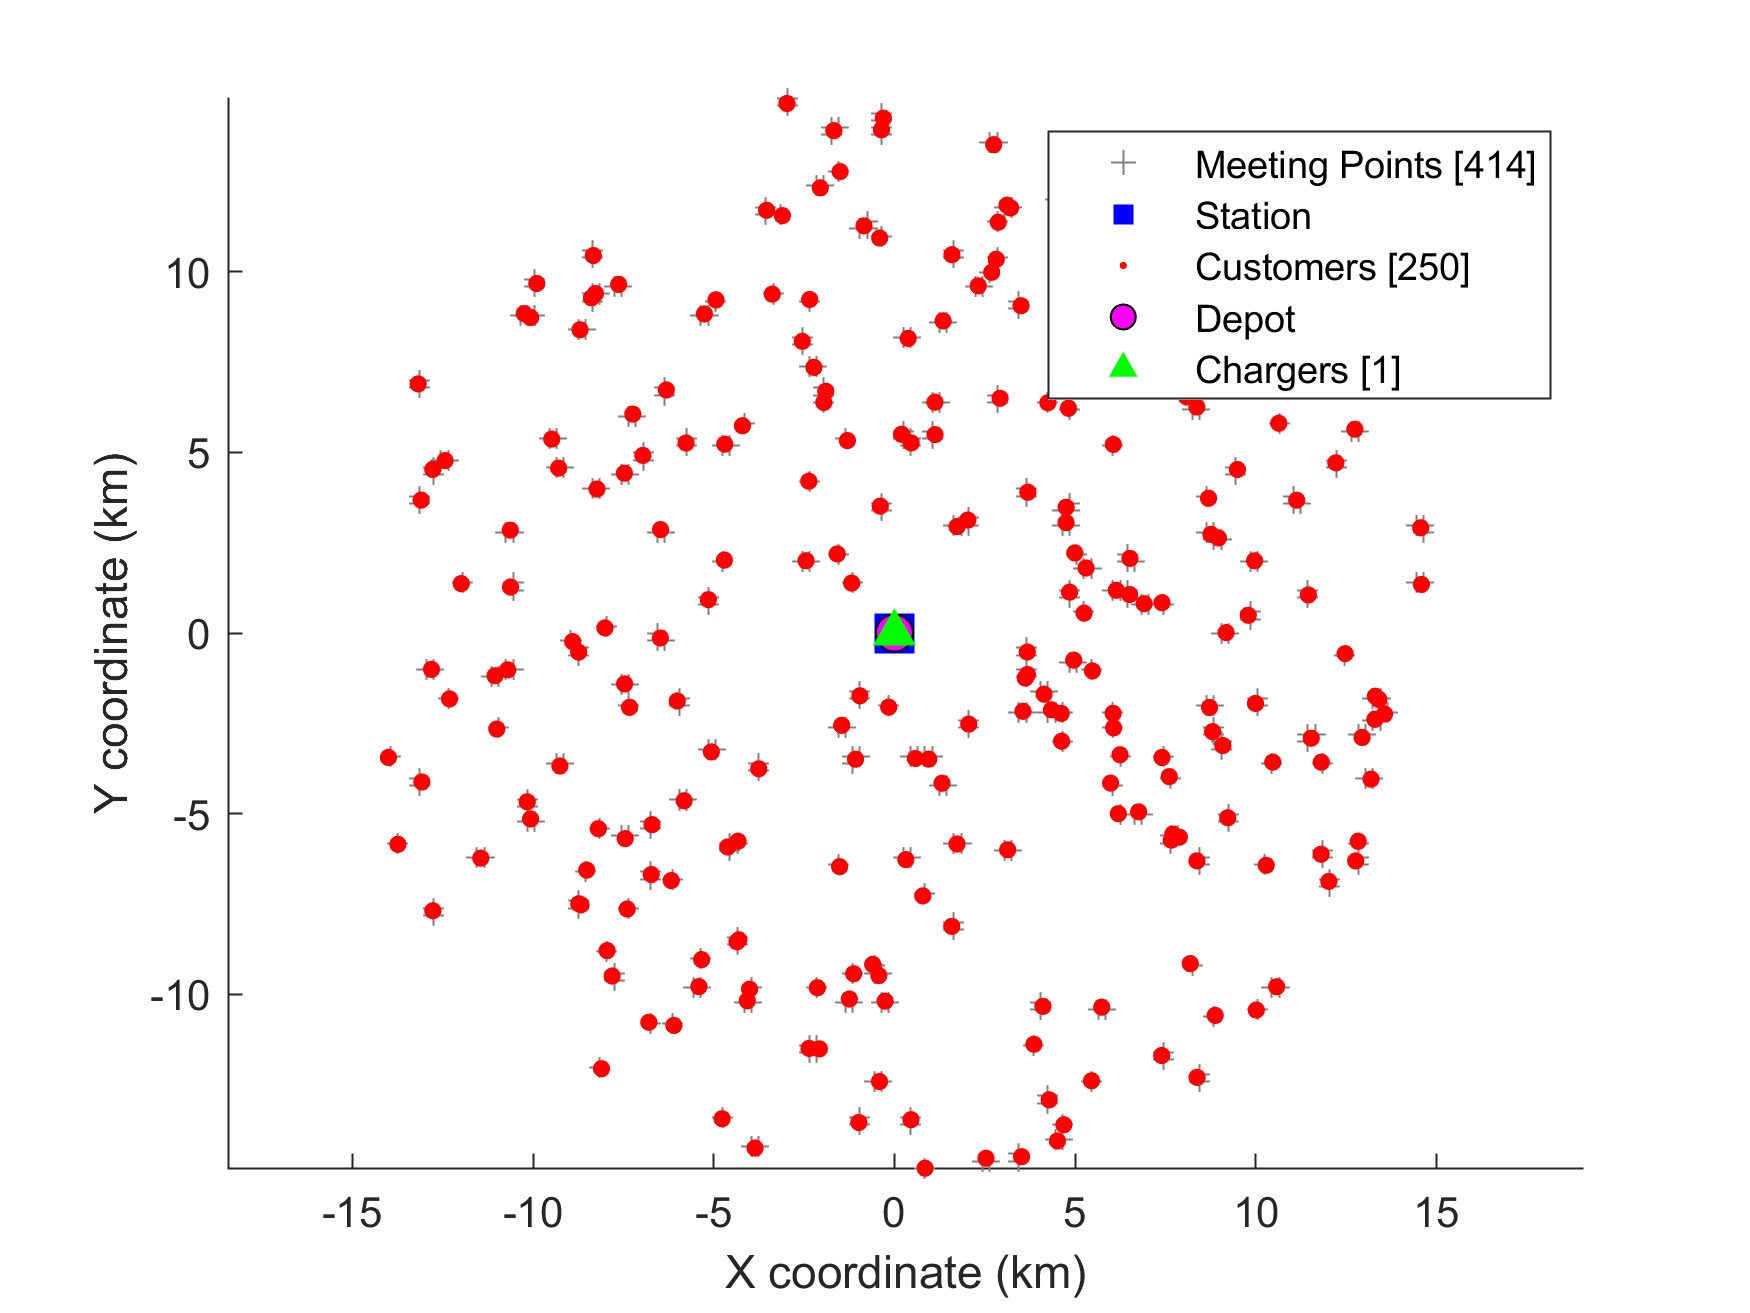 Meeting Points [414]
Station
Customers [250]
Depot
Chargers [1]
10
5
0
-5
-10
Y coordinate (km)
-15 -10 -5 0 5 10 15
X coordinate (km)